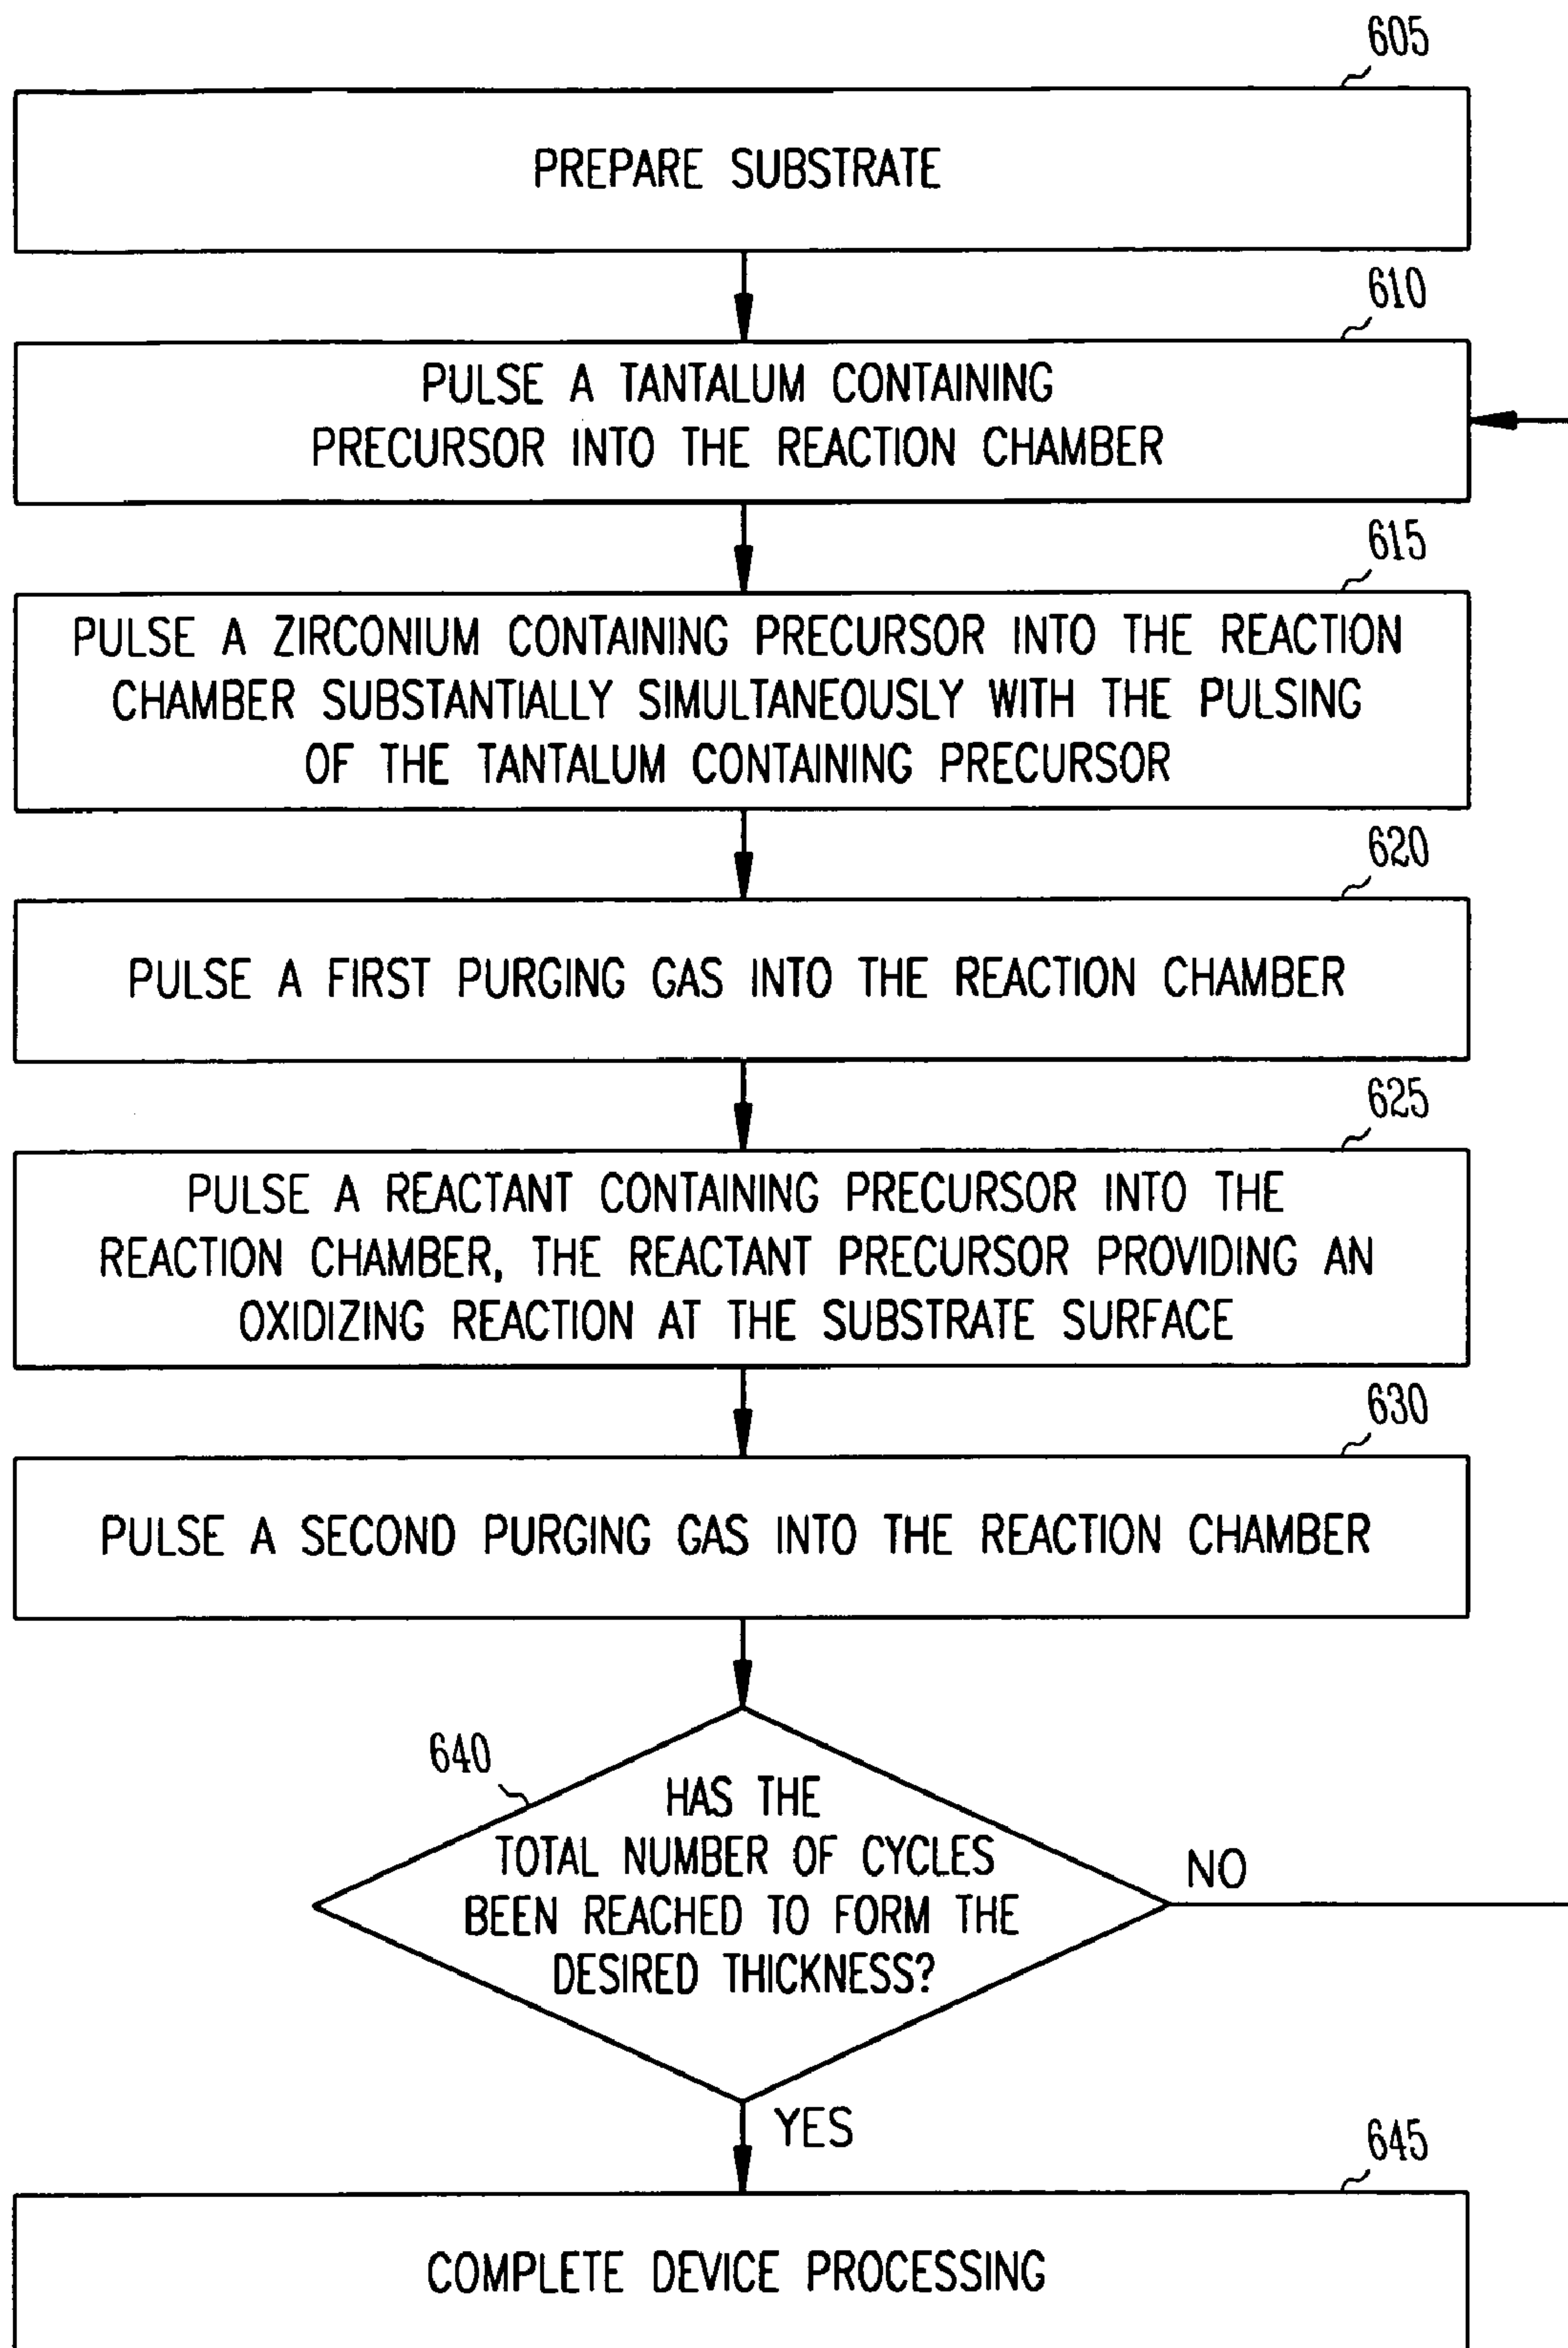 605
PREPARE SUBSTRATE
610
PULSE A TANTALUM CONTAINING
PRECURSOR INTO THE REACTION CHAMBER
615
PULSE A ZIRCONIUM CONTAINING PRECURSOR INTO THE REACTION
CHAMBER SUBSTANTIALLY SIMULTANEOUSLY WITH THE PULSING
OF THE TANTALUM CONTAINING PRECURSOR
620
PULSE A FIRST PURGING GAS INTO THE REACTION CHAMBER
625
PULSE A REACTANT CONTAINING PRECURSOR INTO THE
REACTION CHAMBER, THE REACTANT PRECURSOR PROVIDING AN
OXIDIZING REACTION AT THE SUBSTRATE SURFACE
630
PULSE A SECOND PURGING GAS INTO THE REACTION CHAMBER
640
HAS THE
TOTAL NUMBER OF CYCLES
BEEN REACHED TO FORM THE
DESIRED THICKNESS?
NO
YES
645
COMPLETE DEVICE PROCESSING